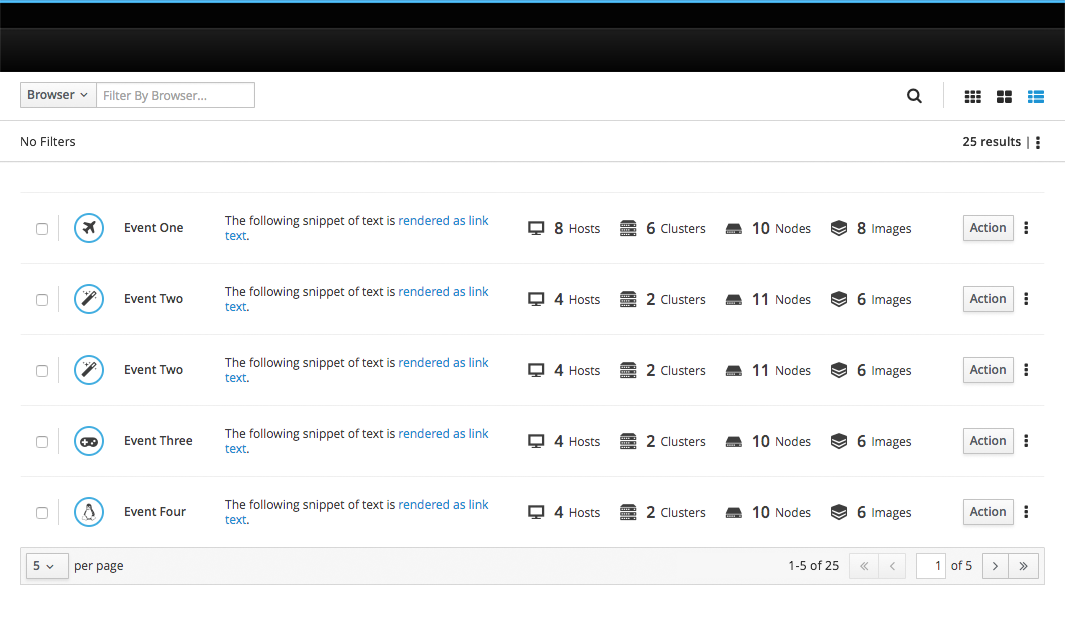 Browser Filter By Browser...
No Filters 25 results |
Event One The following snippet of text is rendered as link text. 8 Hosts 6 Clusters 10 Nodes 8 Images Action
Event Two The following snippet of text is rendered as link text. 4 Hosts 2 Clusters 11 Nodes 6 Images Action
Event Two The following snippet of text is rendered as link text. 4 Hosts 2 Clusters 11 Nodes 6 Images Action
Event Three The following snippet of text is rendered as link text. 4 Hosts 2 Clusters 10 Nodes 6 Images Action
Event Four The following snippet of text is rendered as link text. 4 Hosts 2 Clusters 10 Nodes 6 Images Action
5 per page 1-5 of 25 « ‹ 1 of 5 › »